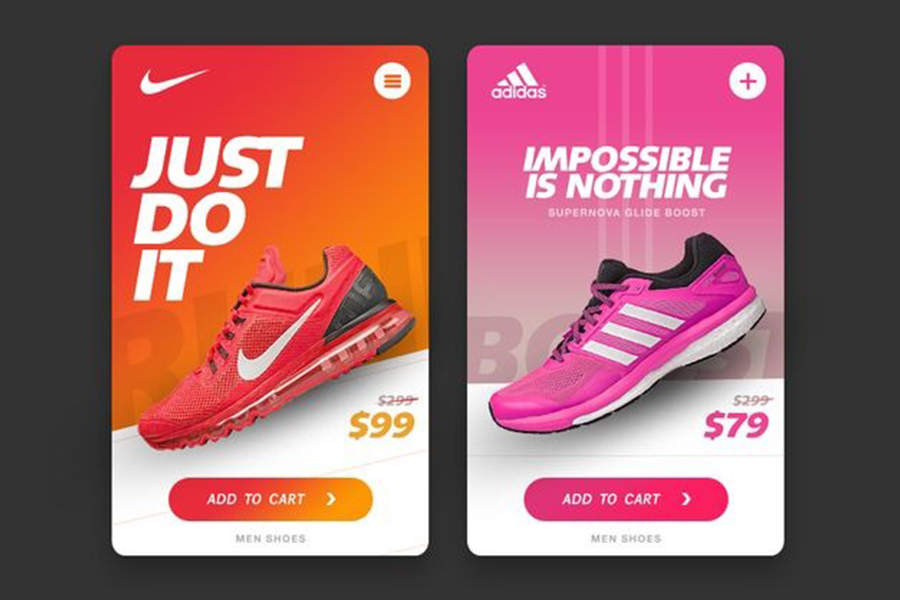 JUST
DO
IT
$299
$99
ADD TO CART
MEN SHOES
adidas
IMPOSSIBLE
IS NOTHING
SUPERNOVA GLIDE BOOST
$299
$79
ADD TO CART
MEN SHOES